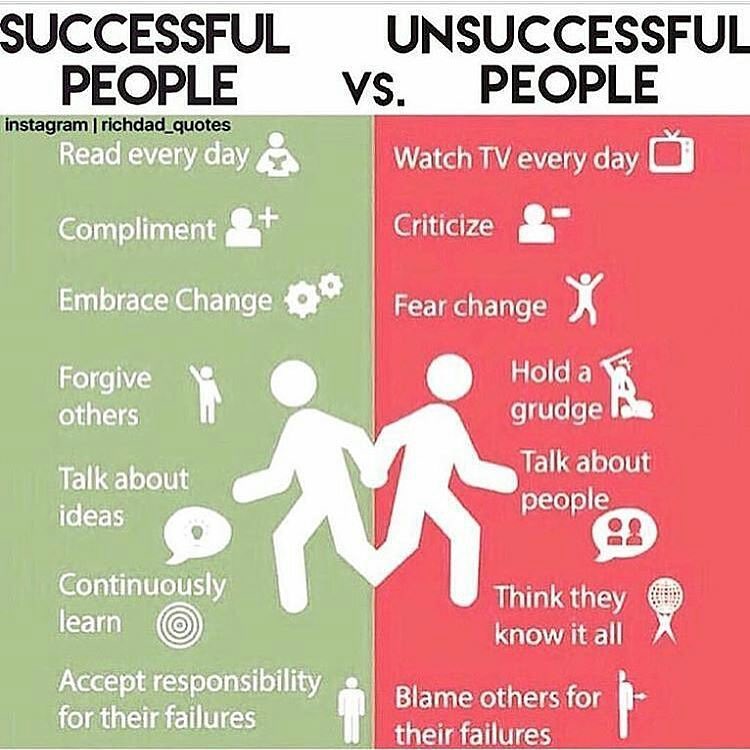 SUCCESSFUL
PEOPLE
vs.
UNSUCCESSFUL
PEOPLE
instagram | richdad_quotes
Read every day
Compliment
Embrace Change
Forgive
others
Talk about
ideas
Continuously
learn
Accept responsibility
for their failures
Watch TV every day
Criticize
Fear change
Hold a
grudge
Talk about
people
Think they
know it all
Blame others for
their failures